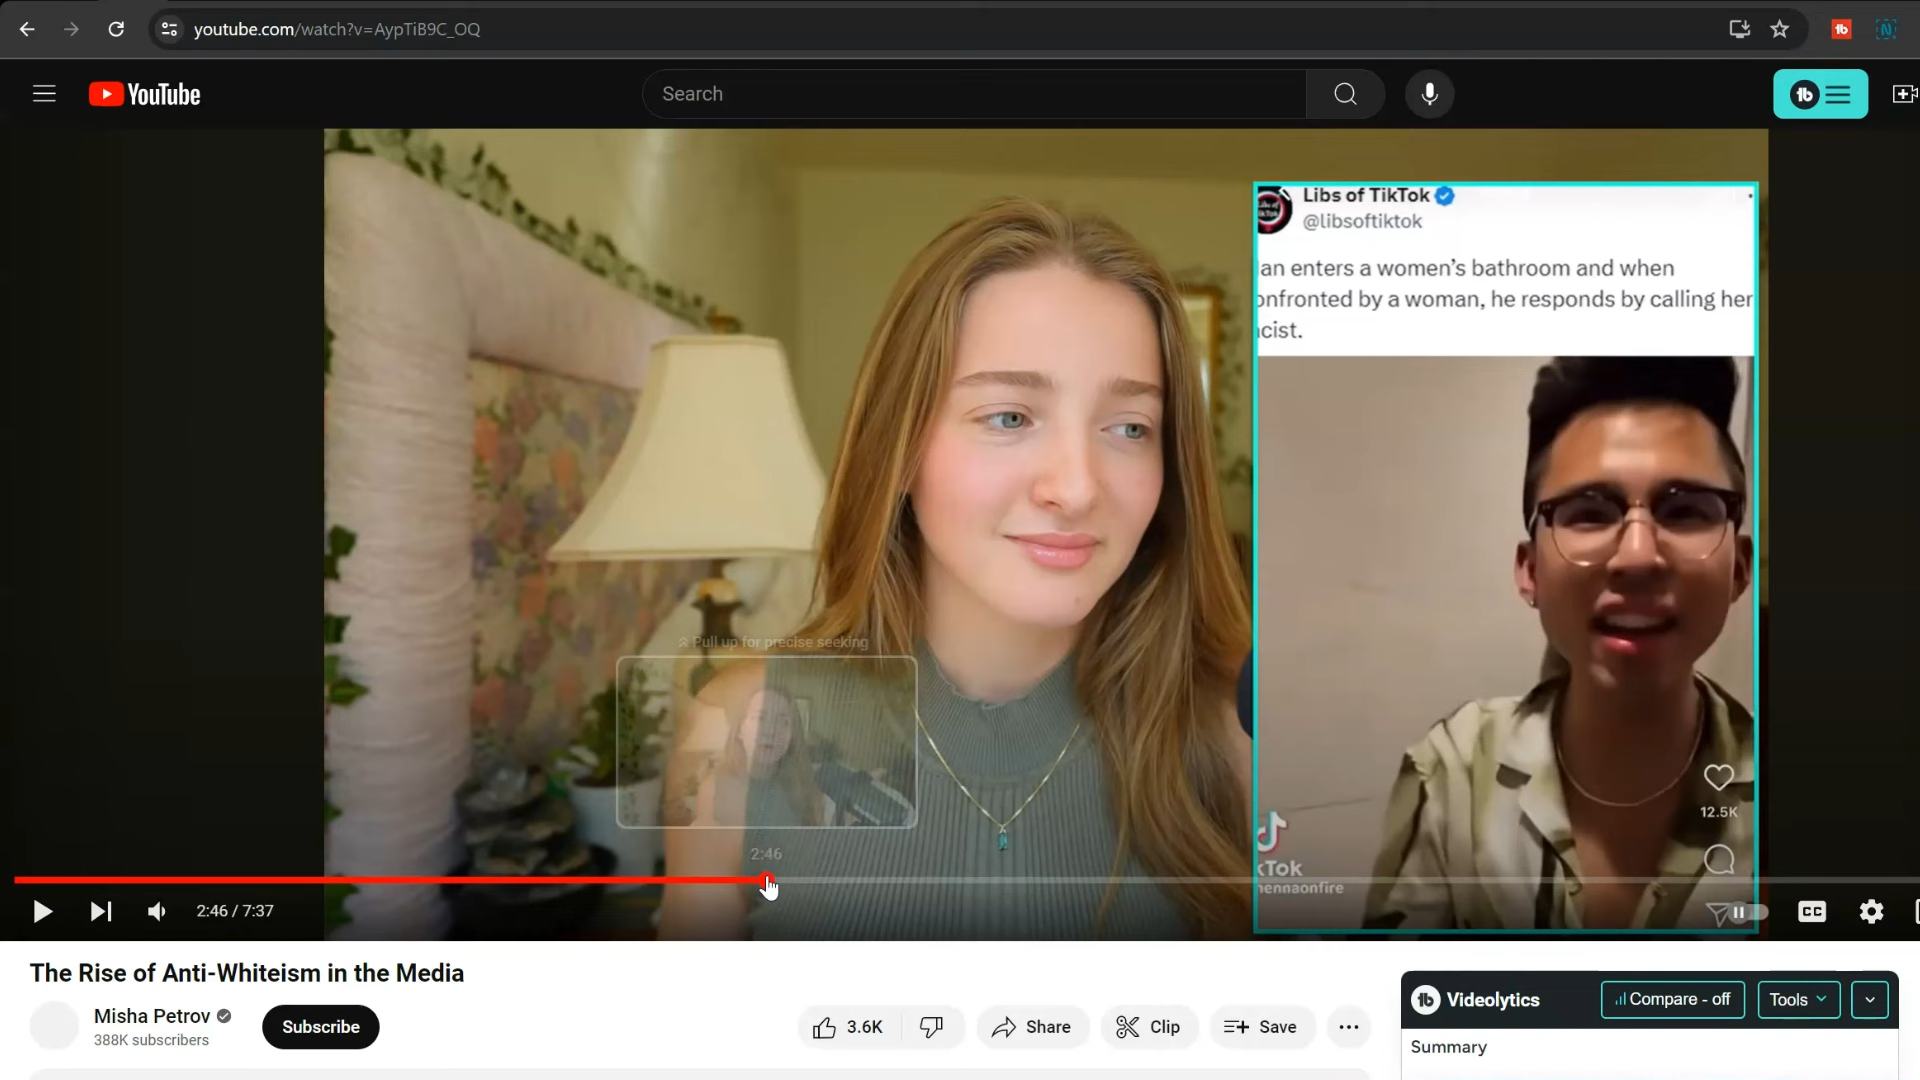 youtube.com/watch?v=AypTiB9C_OQ
YouTube
Search
Libs of TikTok
@libsoftiktok
an enters a women's bathroom and when
onfronted by a woman, he responds by calling her
cist.
Pull up for precise seeking
2:46
12.5K
kTok
hennaonfire
2:46 / 7:37
CC
The Rise of Anti-Whiteism in the Media
Misha Petrov
388K subscribers
Subscribe
3.6K
Share
Clip
Save
Videolytics
Compare - off
Tools
Summary